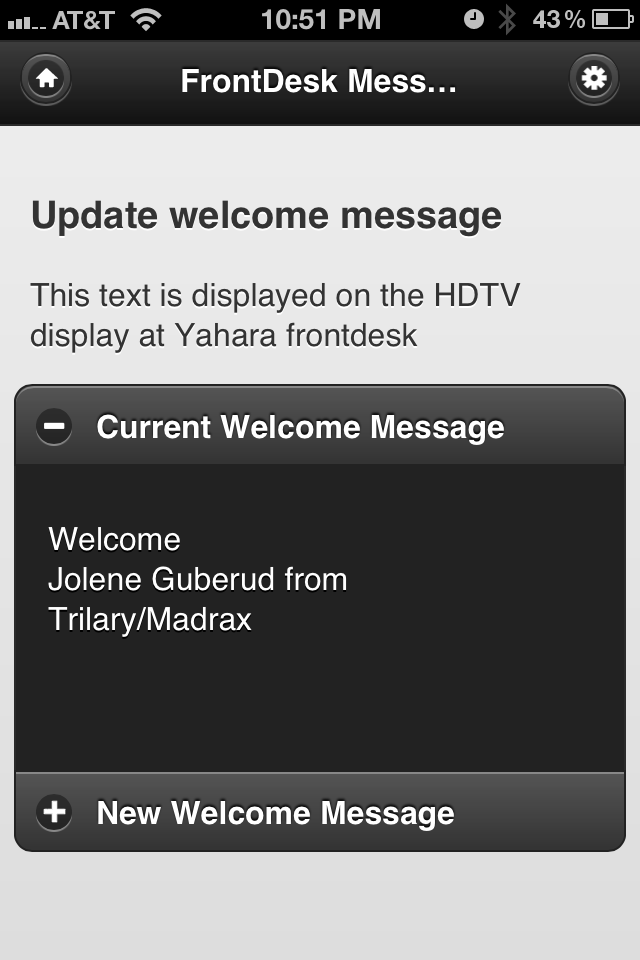 AT&T 10:51 PM 43%
FrontDesk Mess...
Update welcome message
This text is displayed on the HDTV
display at Yahara frontdesk
Current Welcome Message
Welcome
Jolene Guberud from
Trilary/Madrax
New Welcome Message